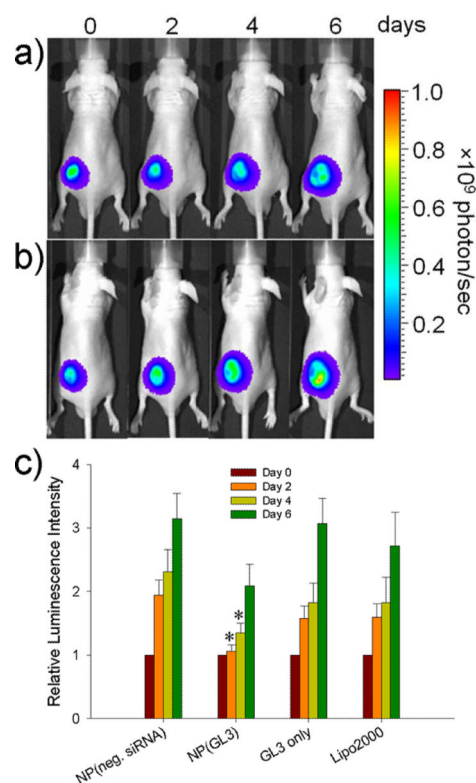 0 2 4 6 days
a)
b)
1.0
0.8
0.6
0.4
0.2
×10⁹ photon/sec
c)
Relative Luminescence Intensity
4
3
2
1
0
Day 0
Day 2
Day 4
Day 6
* *
NP(neg. siRNA)
NP(GL3)
GL3 only
Lipo2000